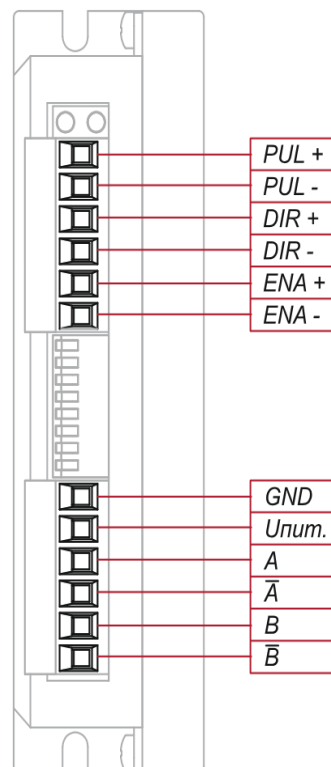 PUL +
PUL -
DIR +
DIR -
ENA +
ENA -
GND
Uпит.
A
A̅
B
B̅